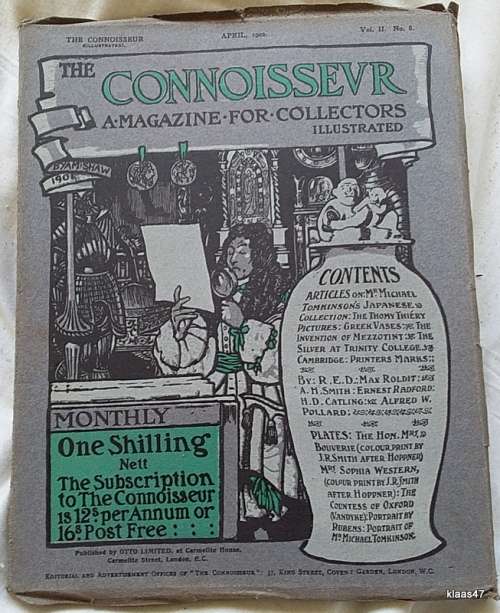 THE CONNOISSEUR
(ILLUSTRATED).
APRIL, 1902.
Vol. II. No. 8.
THE
CONNOISSEVR
A·MAGAZINE·FOR·COLLECTORS
ILLUSTRATED
BYAM·SHAW
1901
CONTENTS
ARTICLES ON: MR MICHAEL
TOMKINSON'S JAPANESE
COLLECTION: THE THOMY THIÉRY
PICTURES: GREEK VASES: THE
INVENTION OF MEZZOTINT: THE
SILVER AT TRINITY COLLEGE,
CAMBRIDGE: PRINTERS MARKS::
BY: R.E.D.: MAX ROLDIT:
A.H.SMITH: ERNEST RADFORD:
H.D. CATLING: ALFRED W.
POLLARD:
PLATES: THE HON. MRS
BOUVERIE (COLOUR PRINT BY
J.R.SMITH AFTER HOPPNER)
MRS SOPHIA WESTERN,
(COLOUR PRINT BY J.R.SMITH
AFTER HOPPNER): THE
COUNTESS OF OXFORD
(VANDYKE): PORTRAIT BY
RUBENS: PORTRAIT OF
MR MICHAEL TOMKINSON.
MONTHLY
One Shilling
Nett
The Subscription
to The Connoisseur
is 12s. per Annum or
16s Post Free : : :
Published by OTTO LIMITED, at Carmelite House,
Carmelite Street, London, E.C.
EDITORIAL AND ADVERTISEMENT OFFICES OF "THE CONNOISSEUR": 37, KING STREET, COVENT GARDEN, LONDON, W.C.
klaas47